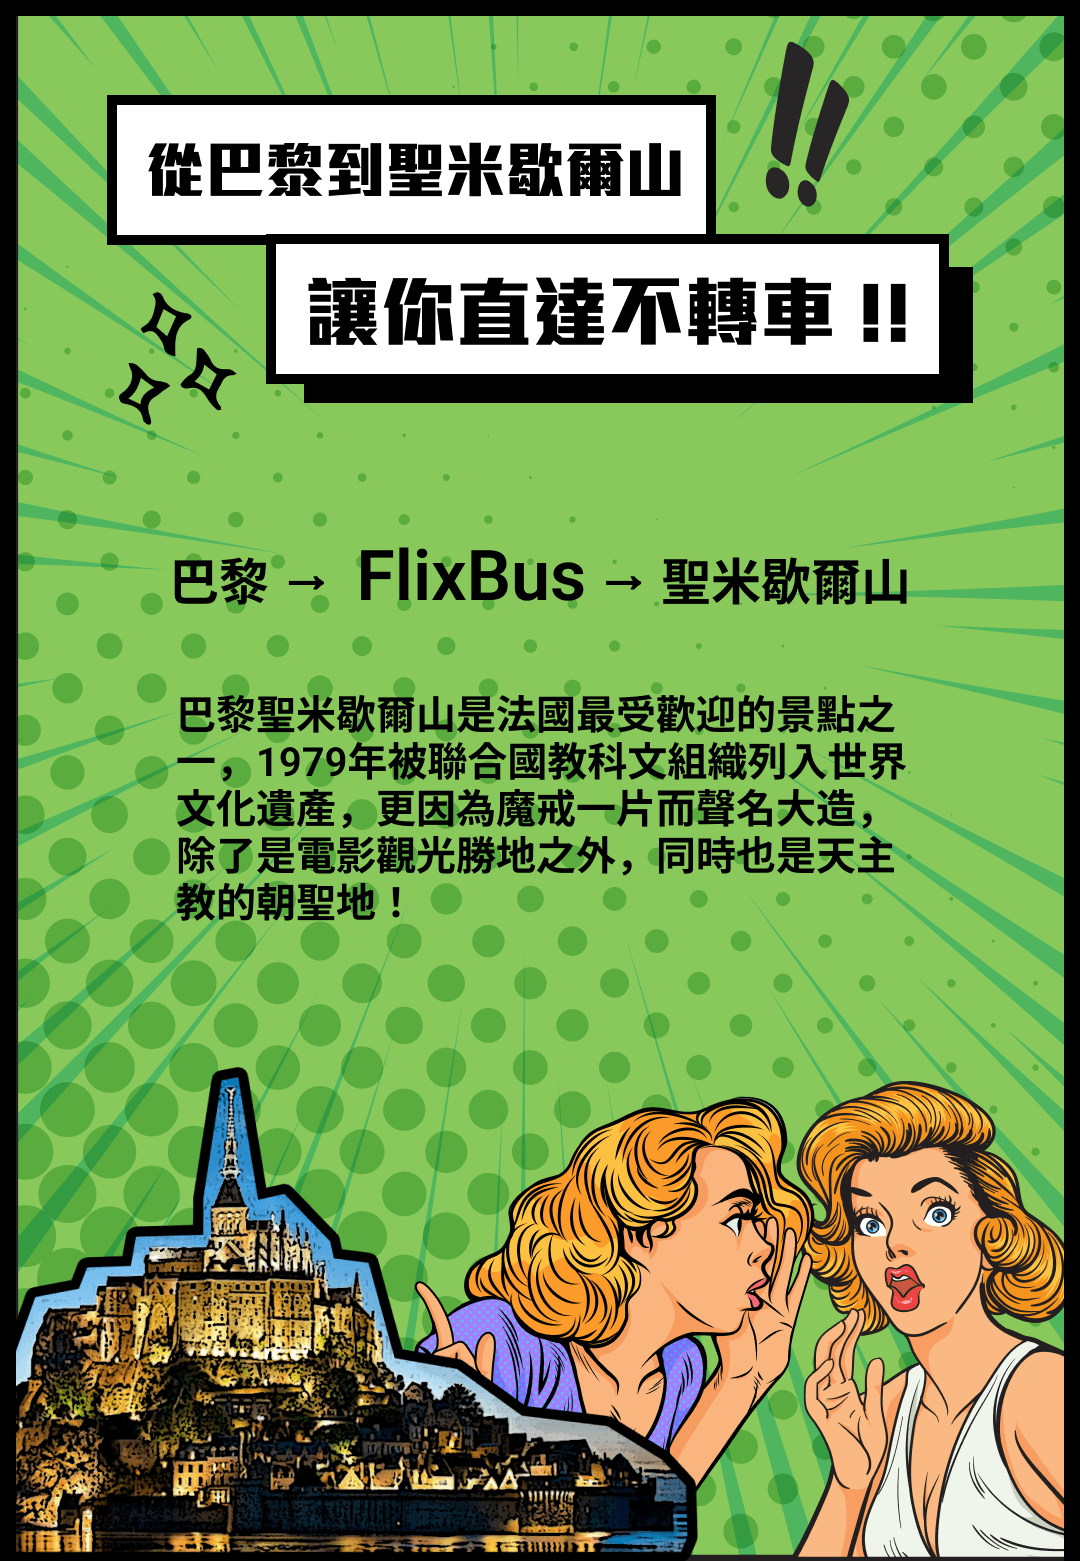 從巴黎到聖米歇爾山
讓你直達不轉車 !!
巴黎 → FlixBus → 聖米歇爾山
巴黎聖米歇爾山是法國最受歡迎的景點之
一，1979年被聯合國教科文組織列入世界
文化遺產，更因為魔戒一片而聲名大造，
除了是電影觀光勝地之外，同時也是天主
教的朝聖地！